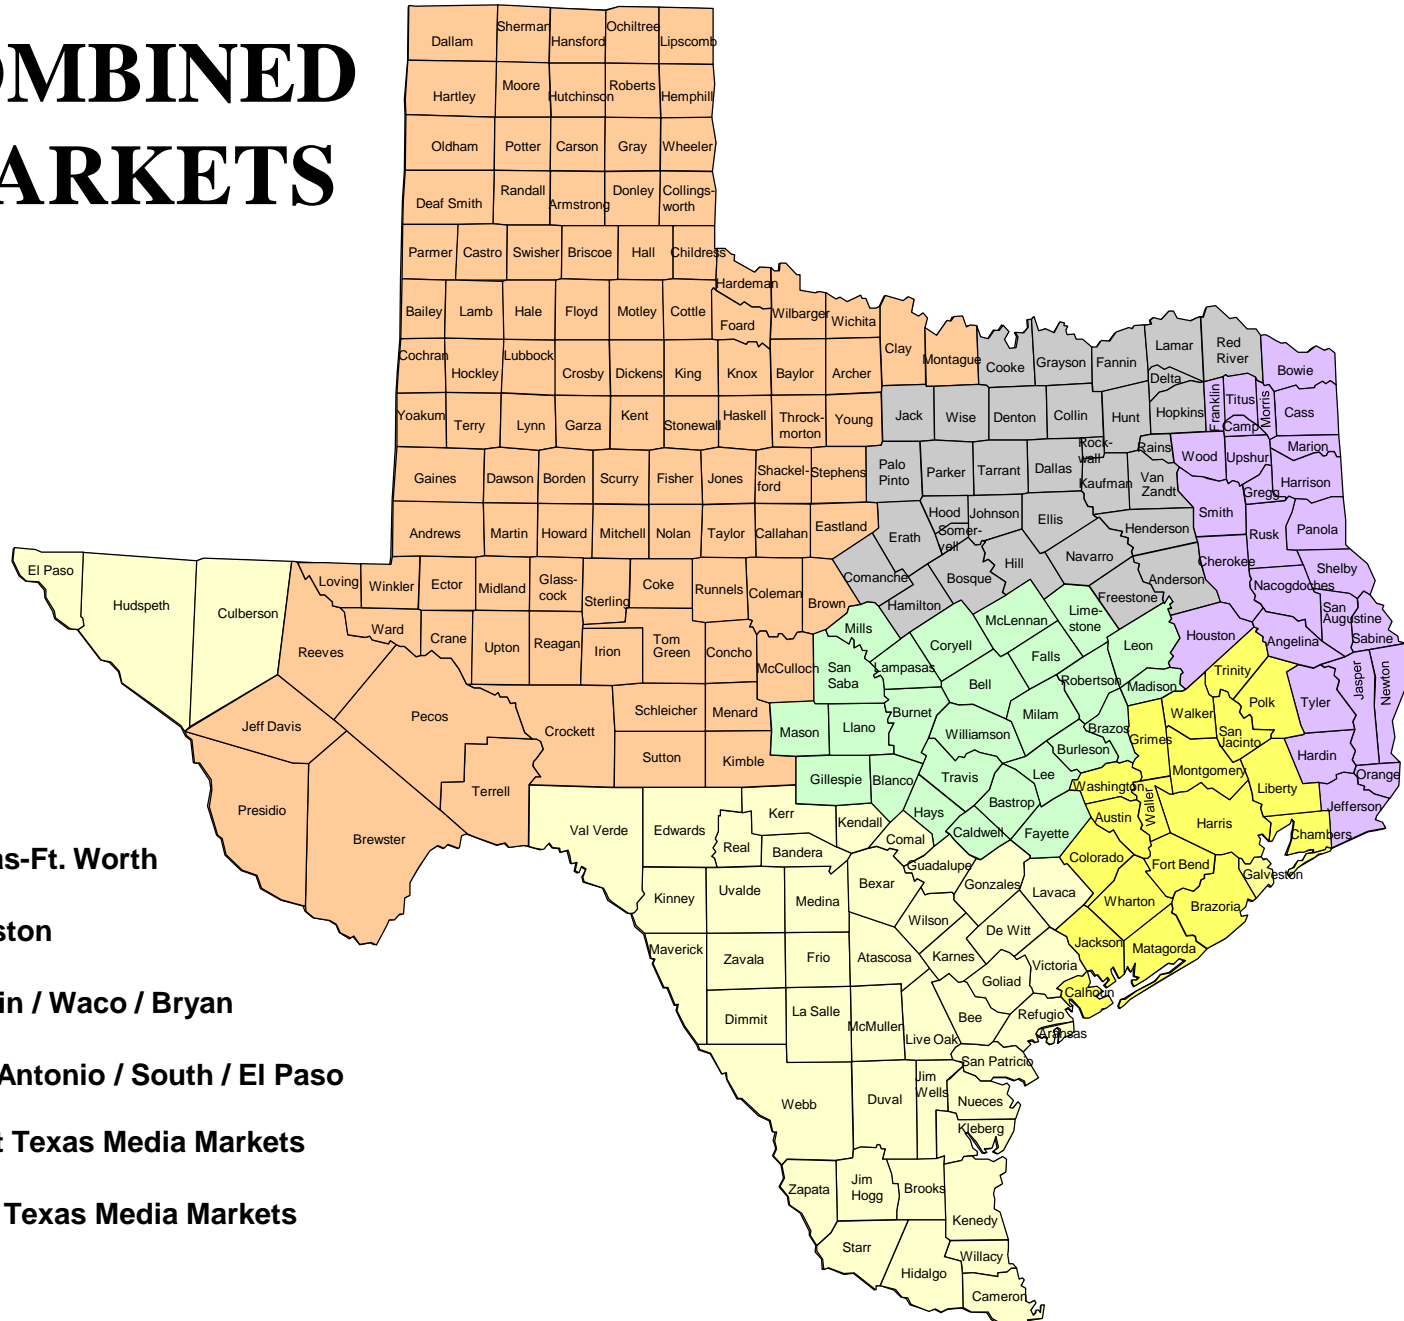 OMBINED
ARKETS
Dallam Sherman Hansford Ochiltree Lipscomb
Hartley Moore Hutchinson Roberts Hemphill
Oldham Potter Carson Gray Wheeler
Deaf Smith Randall Armstrong Donley Collings-
worth
Parmer Castro Swisher Briscoe Hall Childress
Hardeman
Bailey Lamb Hale Floyd Motley Cottle Foard Wilbarger Wichita
Clay Montague Cooke Grayson Fannin Lamar Red
River
Bowie
Cochran Hockley Lubbock Crosby Dickens King Knox Baylor Archer
Delta Franklin Titus Camp Morris Cass
Yoakum Terry Lynn Garza Kent Stonewall Haskell Throck-
morton
Young Jack Wise Denton Collin Hunt Hopkins
Gaines Dawson Borden Scurry Fisher Jones Shackel-
ford
Stephens Palo
Pinto
Parker Tarrant Dallas Rock-
wall
Kaufman Rains Van
Zandt
Wood Upshur Marion Gregg Harrison
Andrews Martin Howard Mitchell Nolan Taylor Callahan Eastland
Erath Hood Somer-
vell
Johnson Ellis Henderson Smith Rusk Panola
El Paso Hudspeth Culberson
Loving Winkler Ector Midland Glass-
cock
Sterling Coke Runnels Coleman Brown
Comanche Hamilton Bosque Hill Navarro Freestone Anderson Cherokee Nacogdoches Shelby
San
Augustine
Sabine
Reeves Ward Crane Upton Reagan Irion Tom
Green
Concho McCulloch
Mills San
Saba
Lampasas Coryell McLennan Lime-
stone
Falls Leon Houston Angelina
Bell Robertson Madison Trinity Polk Tyler Jasper Newton
Jeff Davis Pecos Crockett Schleicher Menard
Mason Llano Burnet Williamson Milam Brazos Grimes Walker San
Jacinto
Hardin Orange
Presidio Brewster Terrell Sutton Kimble
Gillespie Blanco Travis Burleson Lee Washington Waller Montgomery Liberty Jefferson
Hays Bastrop Caldwell Fayette Austin Harris Chambers
Val Verde Edwards Kerr Kendall Comal Real Bandera Guadalupe
Colorado Fort Bend Galveston
Kinney Uvalde Medina Bexar Gonzales Lavaca Wharton Brazoria
Wilson De Witt Jackson Matagorda
Maverick Zavala Frio Atascosa Karnes Victoria Goliad Calhoun
Dimmit La Salle McMullen Live Oak Bee Refugio Aransas
San Patricio
Webb Duval Jim
Wells
Nueces
Kleberg
Zapata Jim
Hogg
Brooks Kenedy
Starr Hidalgo Willacy
Cameron
as-Ft. Worth
ston
in / Waco / Bryan
Antonio / South / El Paso
t Texas Media Markets
Texas Media Markets